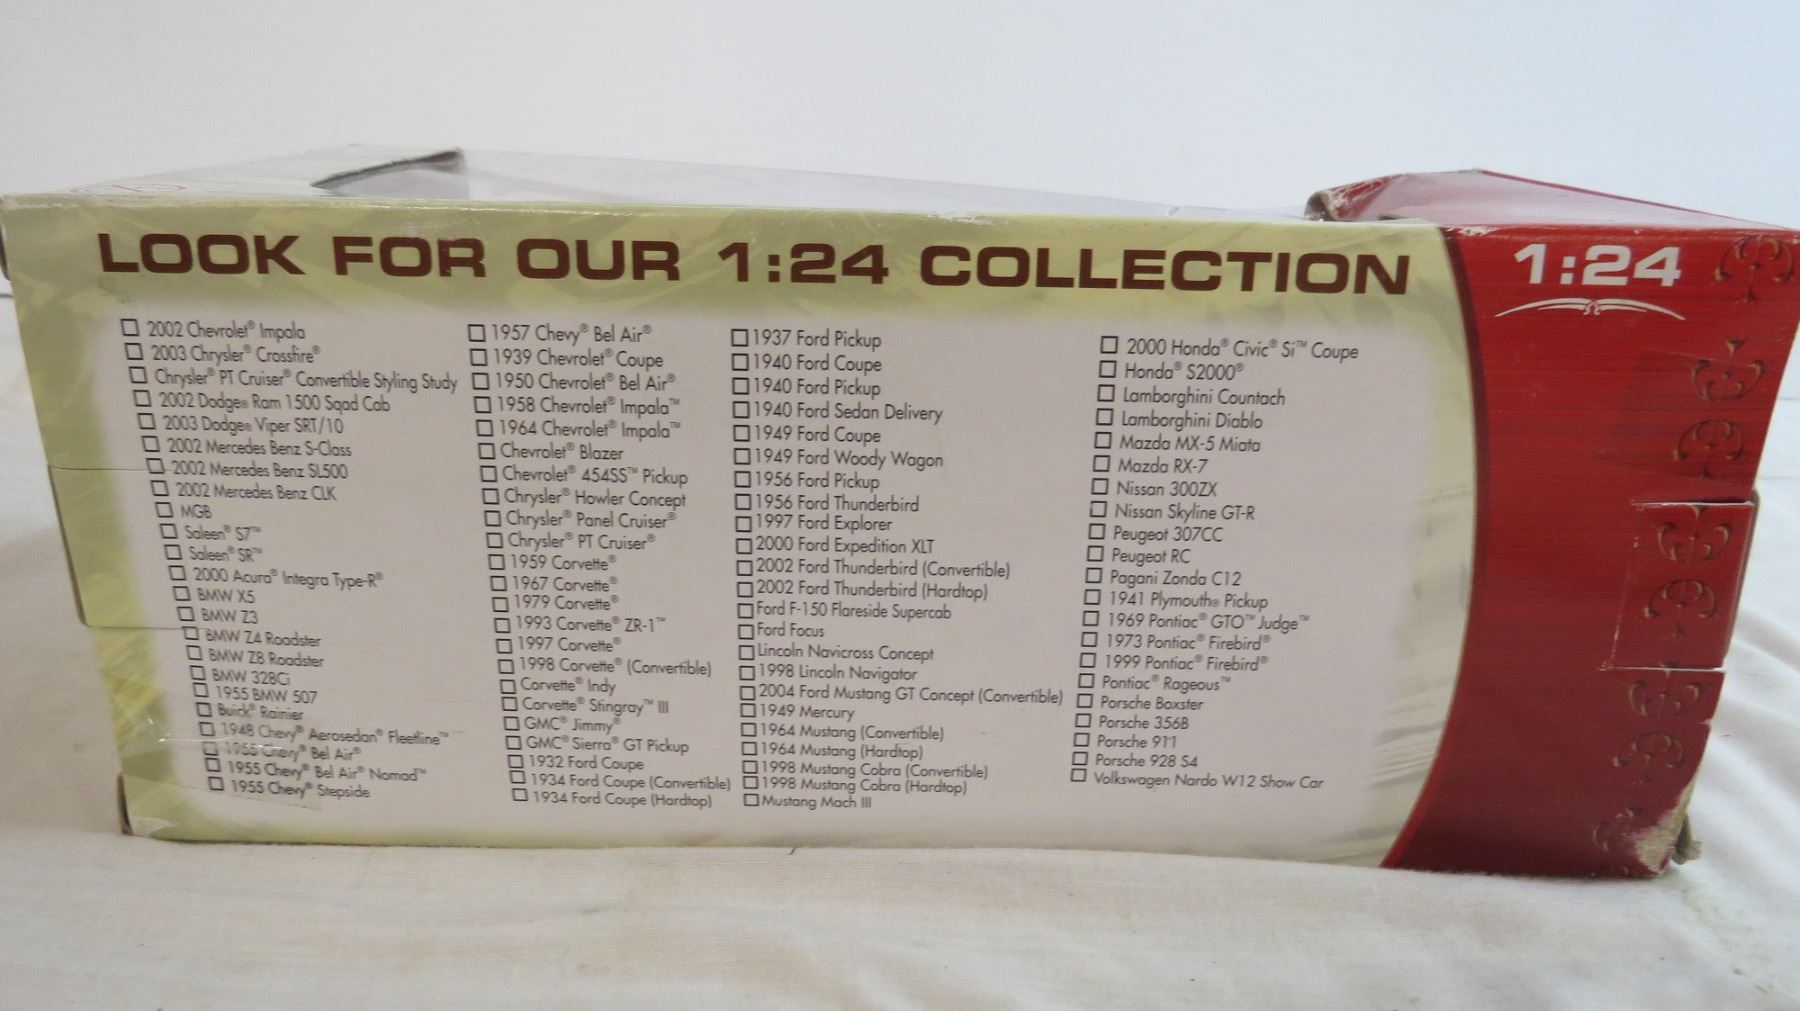 LOOK FOR OUR 1:24 COLLECTION
1:24
2002 Chevrolet® Impala
2003 Chrysler® Crossfire®
Chrysler® PT Cruiser® Convertible Styling Study
2002 Dodge® Ram 1500 Sqad Cab
2003 Dodge® Viper SRT/10
2002 Mercedes Benz S-Class
2002 Mercedes Benz SL500
2002 Mercedes Benz CLK
MGB
Saleen® S7™
Saleen® SR™
2000 Acura® Integra Type-R®
BMW X5
BMW Z3
BMW Z4 Roadster
BMW Z8 Roadster
BMW 328Ci
1955 BMW 507
Buick® Rainier
1948 Chevy® Aerosedan® Fleetline™
1955 Chevy® Bel Air®
1955 Chevy® Bel Air® Nomad™
1955 Chevy® Stepside
1957 Chevy® Bel Air®
1939 Chevrolet® Coupe
1950 Chevrolet® Bel Air®
1958 Chevrolet® Impala™
1964 Chevrolet® Impala™
Chevrolet® Blazer
Chevrolet® 454SS™ Pickup
Chrysler® Howler Concept
Chrysler® Panel Cruiser®
Chrysler® PT Cruiser®
1959 Corvette®
1967 Corvette®
1979 Corvette®
1993 Corvette® ZR-1™
1997 Corvette®
1998 Corvette® (Convertible)
Corvette® Indy
Corvette® Stingray™ III
GMC® Jimmy®
GMC® Sierra® GT Pickup
1932 Ford Coupe
1934 Ford Coupe (Convertible)
1934 Ford Coupe (Hardtop)
1937 Ford Pickup
1940 Ford Coupe
1940 Ford Pickup
1940 Ford Sedan Delivery
1949 Ford Coupe
1949 Ford Woody Wagon
1956 Ford Pickup
1956 Ford Thunderbird
1997 Ford Explorer
2000 Ford Expedition XLT
2002 Ford Thunderbird (Convertible)
2002 Ford Thunderbird (Hardtop)
Ford F-150 Flareside Supercab
Ford Focus
Lincoln Navicross Concept
1998 Lincoln Navigator
2004 Ford Mustang GT Concept (Convertible)
1949 Mercury
1964 Mustang (Convertible)
1964 Mustang (Hardtop)
1998 Mustang Cobra (Convertible)
1998 Mustang Cobra (Hardtop)
Mustang Mach III
2000 Honda® Civic® Si™ Coupe
Honda® S2000®
Lamborghini Countach
Lamborghini Diablo
Mazda MX-5 Miata
Mazda RX-7
Nissan 300ZX
Nissan Skyline GT-R
Peugeot 307CC
Peugeot RC
Pagani Zonda C12
1941 Plymouth® Pickup
1969 Pontiac® GTO™ Judge™
1973 Pontiac® Firebird®
1999 Pontiac® Firebird®
Pontiac® Rageous™
Porsche Boxster
Porsche 356B
Porsche 911
Porsche 928 S4
Volkswagen Nardo W12 Show Car